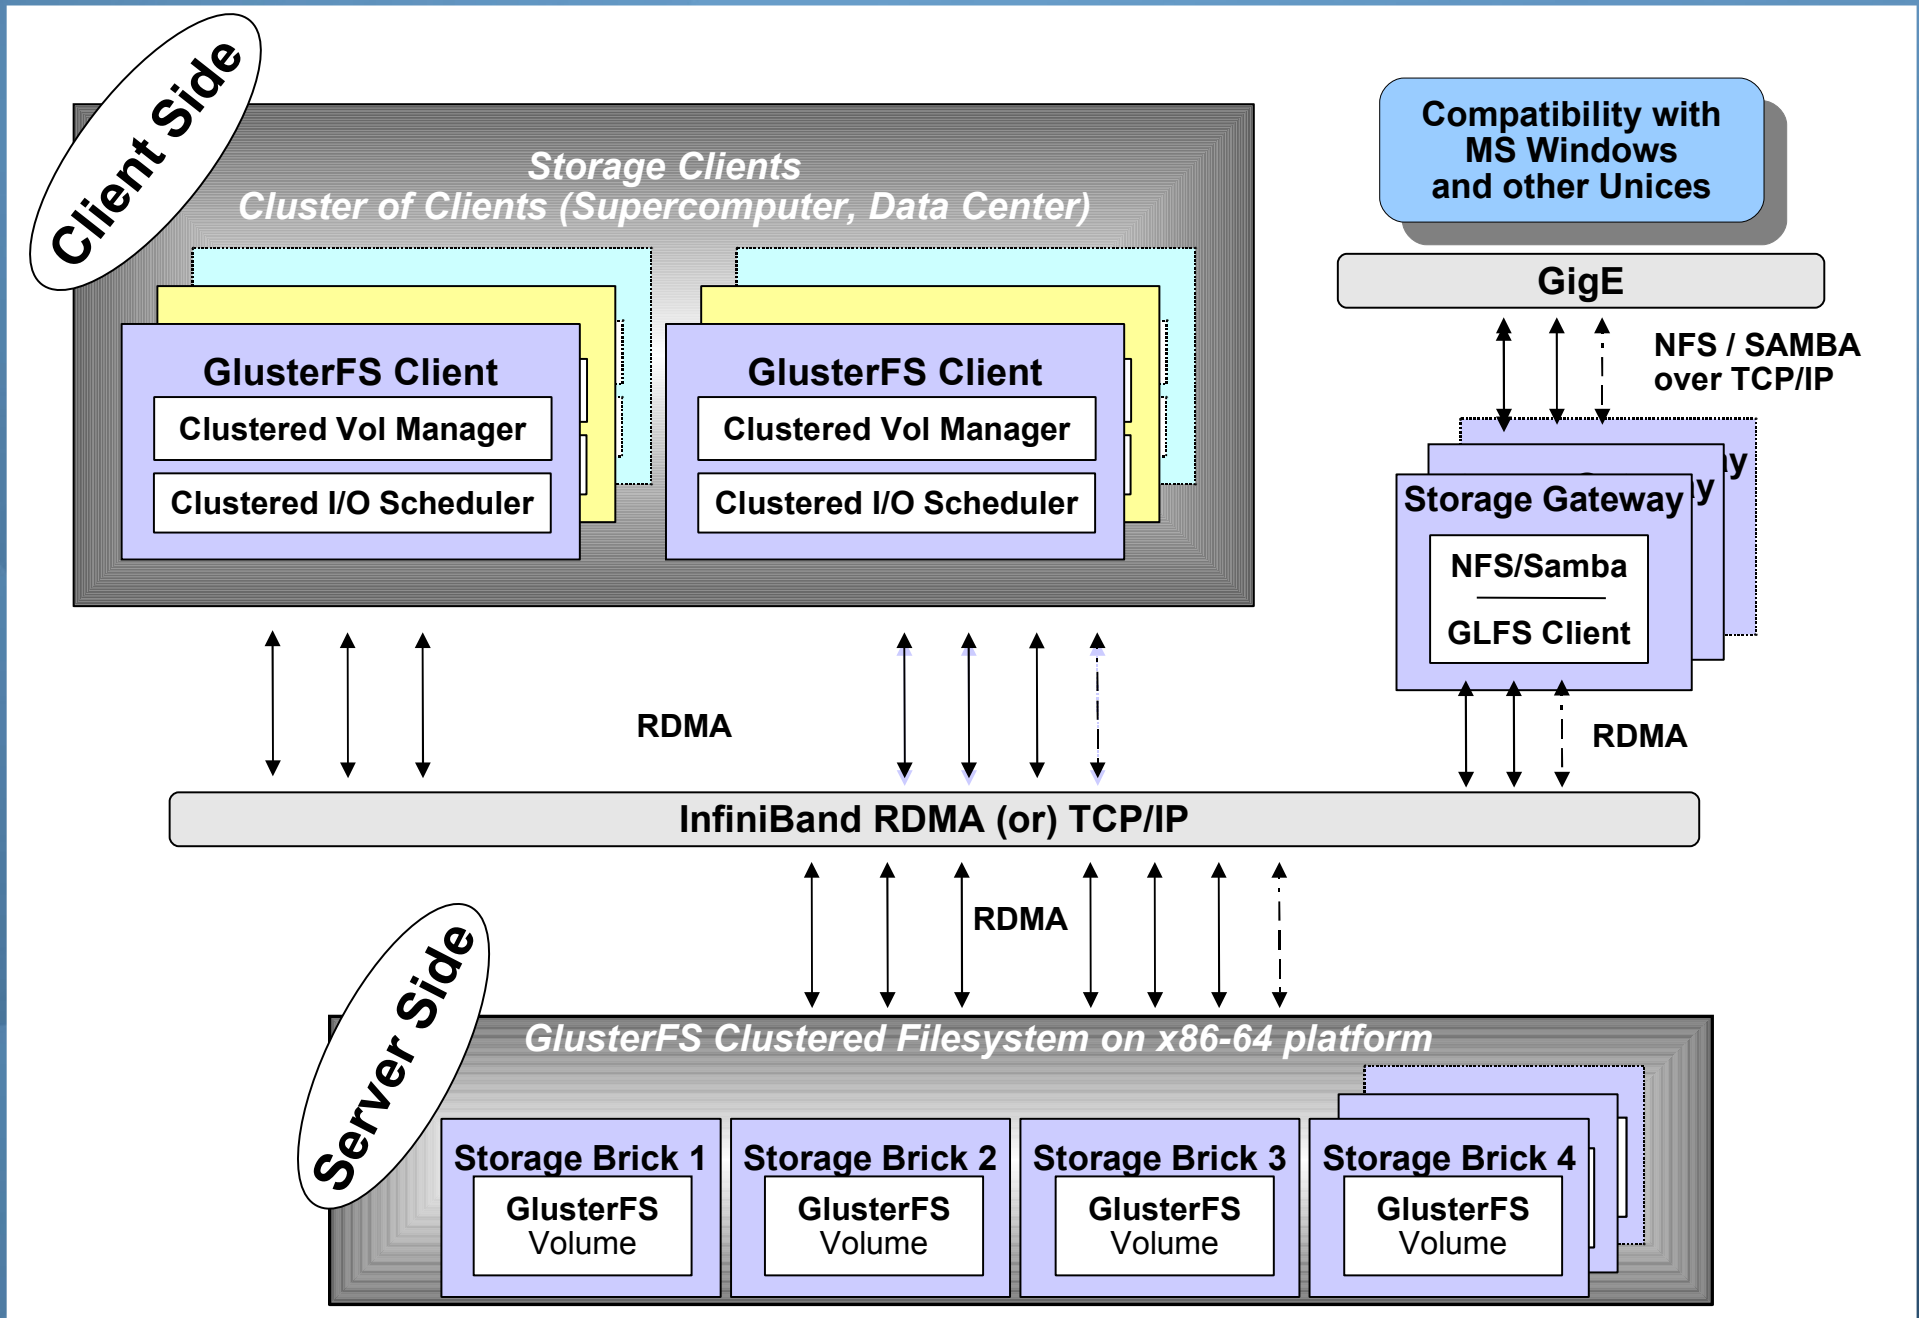 Client Side
Storage Clients
Cluster of Clients (Supercomputer, Data Center)
GlusterFS Client
Clustered Vol Manager
Clustered I/O Scheduler
GlusterFS Client
Clustered Vol Manager
Clustered I/O Scheduler
Compatibility with
MS Windows
and other Unices
GigE
NFS / SAMBA
over TCP/IP
Storage Gateway
NFS/Samba
GLFS Client
RDMA
RDMA
InfiniBand RDMA (or) TCP/IP
RDMA
Server Side
GlusterFS Clustered Filesystem on x86-64 platform
Storage Brick 1
GlusterFS
Volume
Storage Brick 2
GlusterFS
Volume
Storage Brick 3
GlusterFS
Volume
Storage Brick 4
GlusterFS
Volume